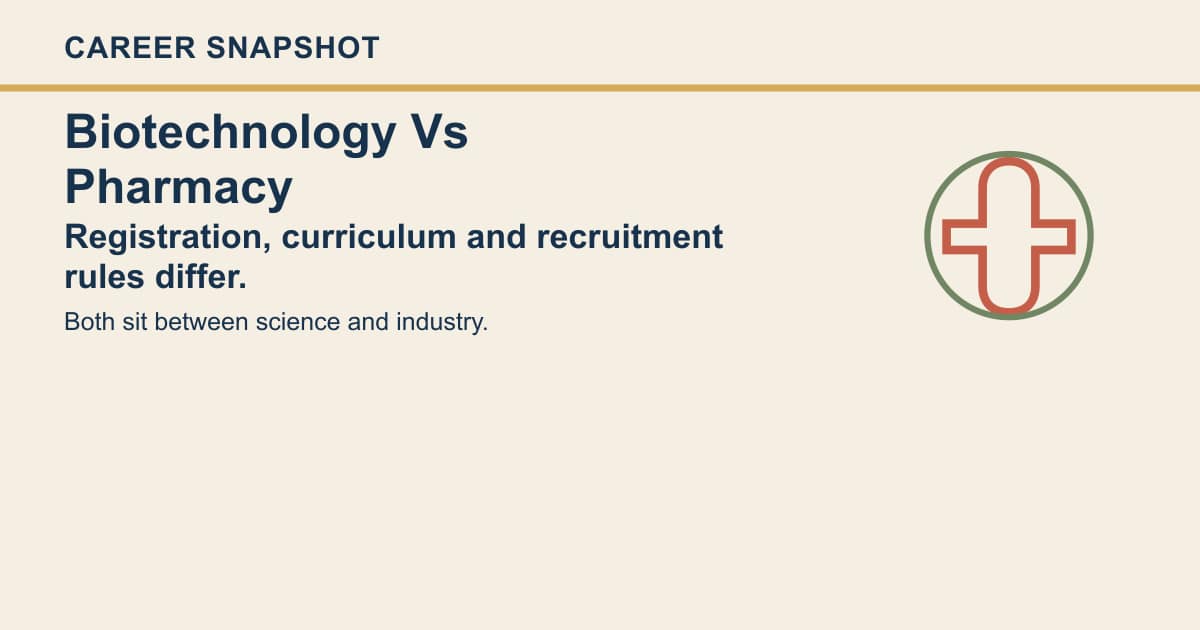 CAREER SNAPSHOT
Biotechnology Vs
Pharmacy
Registration, curriculum and recruitment
rules differ.
Both sit between science and industry.